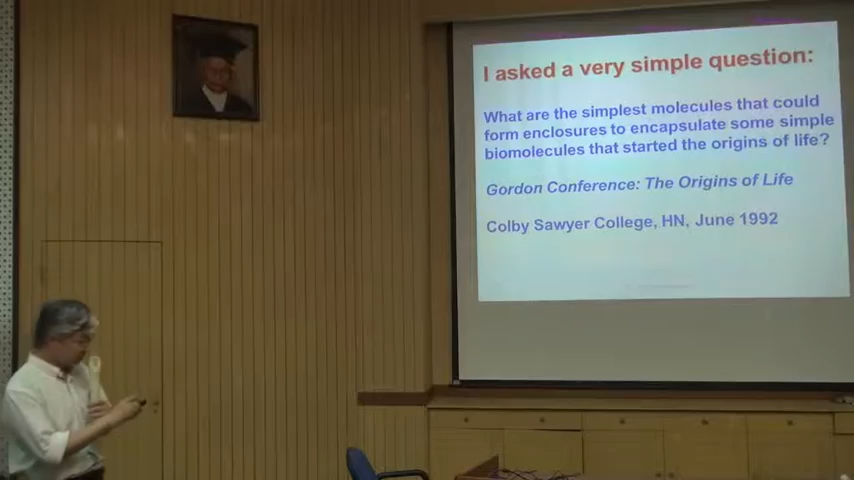 I asked a very simple question:
What are the simplest molecules that could
form enclosures to encapsulate some simple
biomolecules that started the origins of life?
Gordon Conference: The Origins of Life
Colby Sawyer College, HN, June 1992